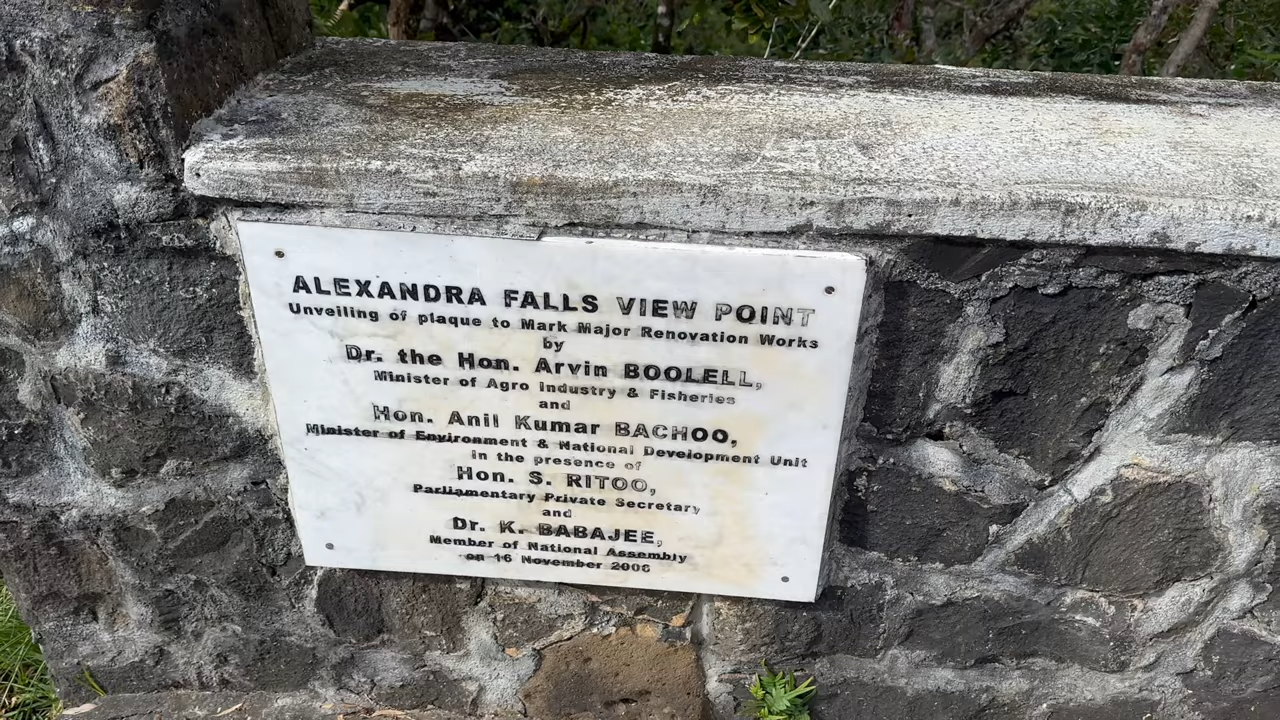 ALEXANDRA FALLS VIEW POINT
Unveiling of plaque to Mark Major Renovation Works
by
Dr. the Hon. Arvin BOOLELL,
Minister of Agro Industry & Fisheries
and
Hon. Anil Kumar BACHOO,
Minister of Environment & National Development Unit
in the presence of
Hon. S. RITOO,
Parliamentary Private Secretary
and
Dr. K. BABAJEE,
Member of National Assembly
on 16 November 2006